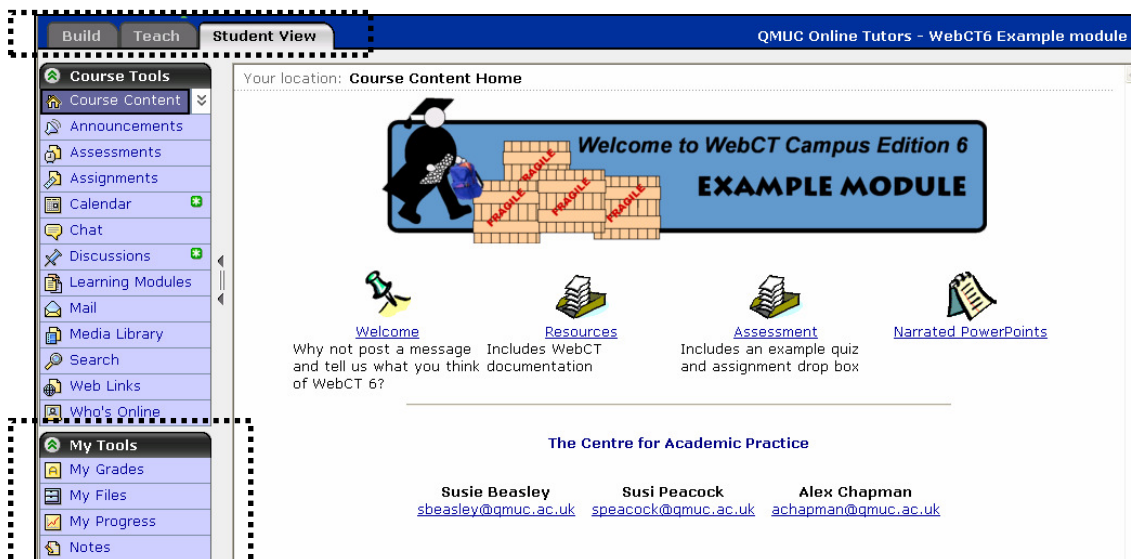 Build Teach Student View
QMUC Online Tutors - WebCT6 Example module
Course Tools
Course Content
Announcements
Assessments
Assignments
Calendar
Chat
Discussions
Learning Modules
Mail
Media Library
Search
Web Links
Who's Online
My Tools
My Grades
My Files
My Progress
Notes
Your location: Course Content Home
Welcome to WebCT Campus Edition 6
EXAMPLE MODULE
FRAGILE
FRAGILE
FRAGILE
FRAGILE
FRAGILE
FRAGILE
Welcome
Why not post a message
and tell us what you think
of WebCT 6?
Resources
Includes WebCT
documentation
Assessment
Includes an example quiz
and assignment drop box
Narrated PowerPoints
The Centre for Academic Practice
Susie Beasley Susi Peacock Alex Chapman
sbeasley@qmuc.ac.uk speacock@qmuc.ac.uk achapman@qmuc.ac.uk